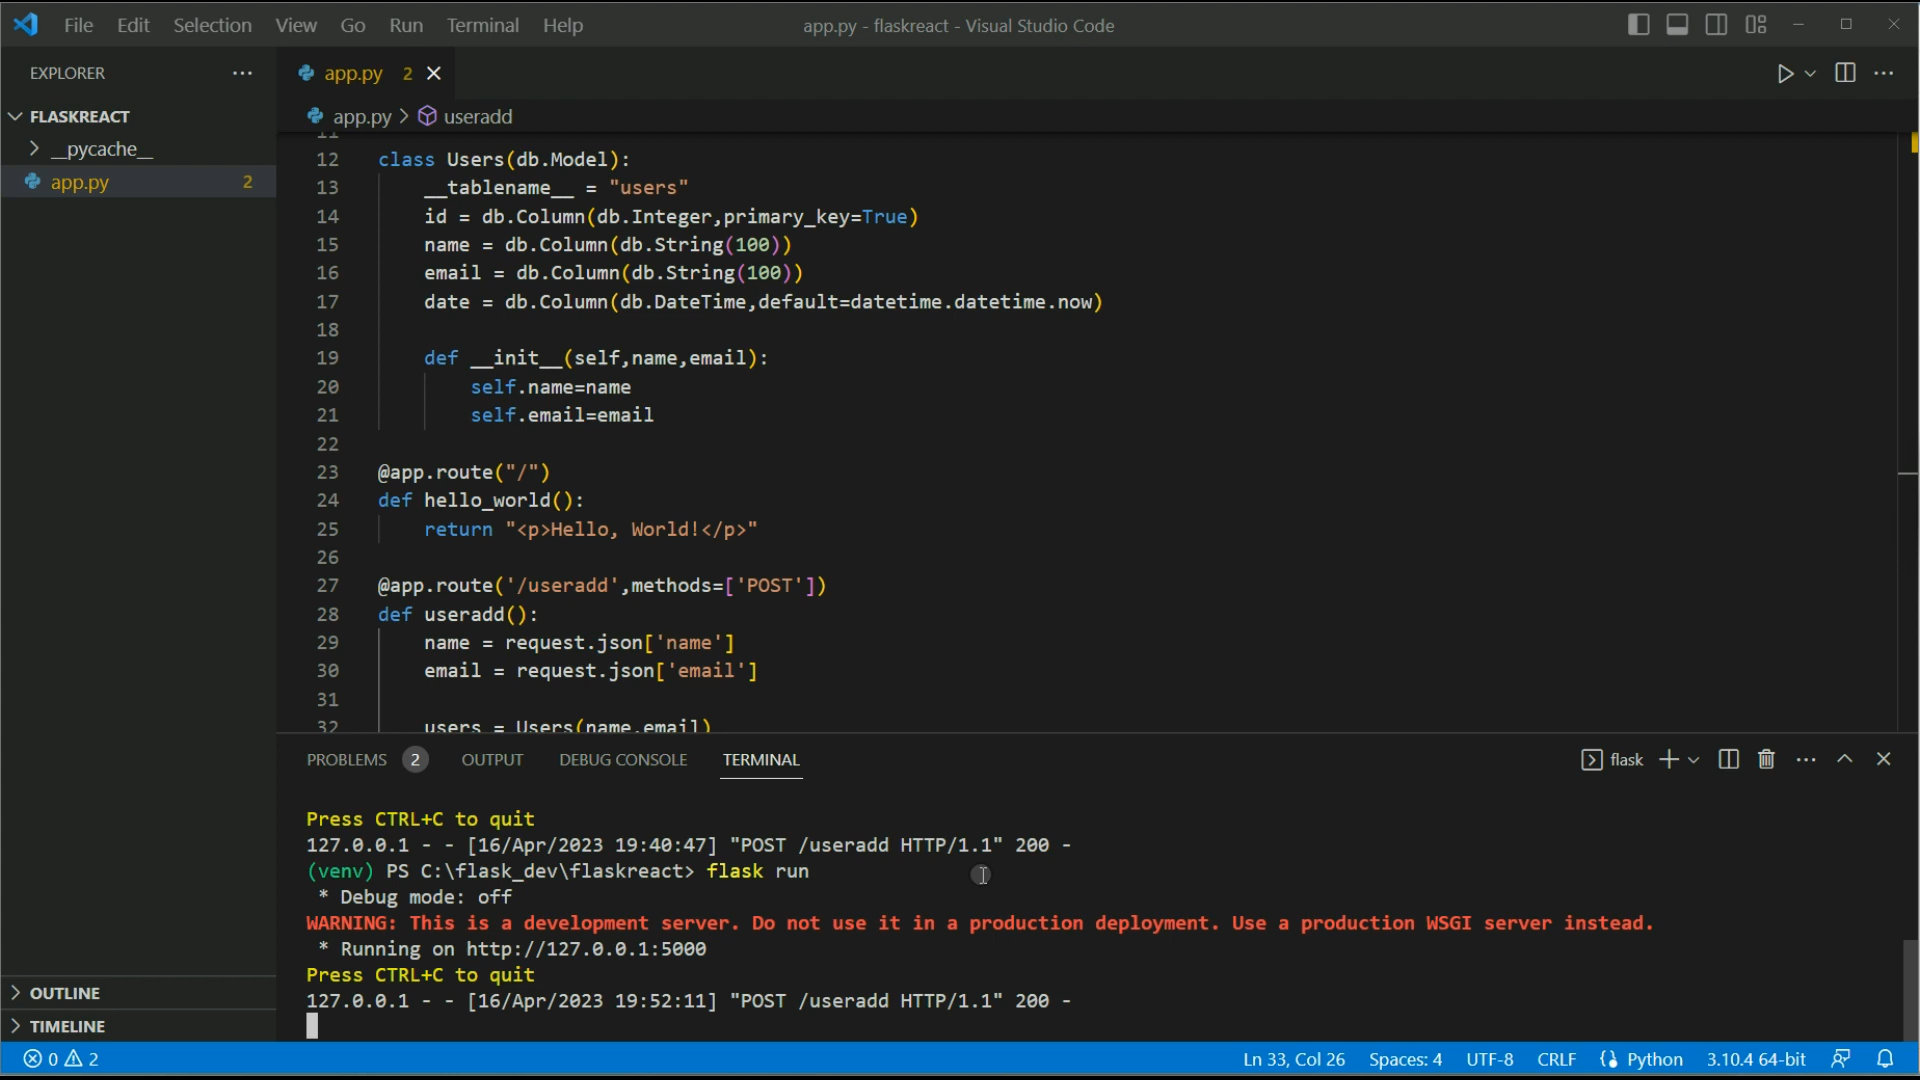 File Edit Selection View Go Run Terminal Help app.py - flaskreact - Visual Studio Code
EXPLORER
FLASKREACT
__pycache__
app.py 2
OUTLINE
TIMELINE
app.py 2
app.py > useradd
11
12 class Users(db.Model):
13 __tablename__ = "users"
14 id = db.Column(db.Integer,primary_key=True)
15 name = db.Column(db.String(100))
16 email = db.Column(db.String(100))
17 date = db.Column(db.DateTime,default=datetime.datetime.now)
18
19 def __init__(self,name,email):
20 self.name=name
21 self.email=email
22
23 @app.route("/")
24 def hello_world():
25 return "<p>Hello, World!</p>"
26
27 @app.route('/useradd',methods=['POST'])
28 def useradd():
29 name = request.json['name']
30 email = request.json['email']
31
32 users = Users(name,email)
PROBLEMS 2 OUTPUT DEBUG CONSOLE TERMINAL flask
Press CTRL+C to quit
127.0.0.1 - - [16/Apr/2023 19:40:47] "POST /useradd HTTP/1.1" 200 -
(venv) PS C:\flask_dev\flaskreact> flask run
* Debug mode: off
WARNING: This is a development server. Do not use it in a production deployment. Use a production WSGI server instead.
* Running on http://127.0.0.1:5000
Press CTRL+C to quit
127.0.0.1 - - [16/Apr/2023 19:52:11] "POST /useradd HTTP/1.1" 200 -
0 2 Ln 33, Col 26 Spaces: 4 UTF-8 CRLF Python 3.10.4 64-bit